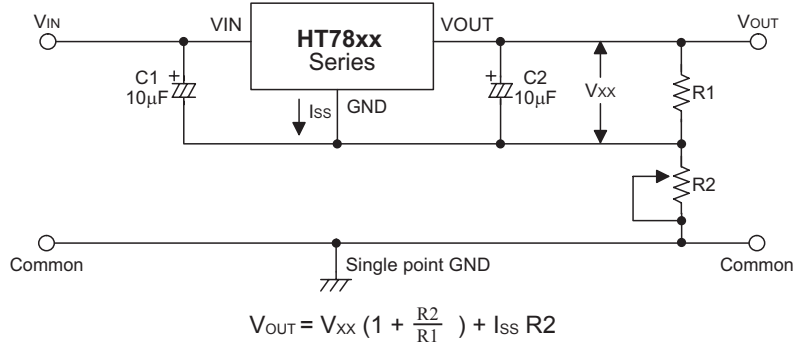 VIN
VIN
HT78xx
Series
VOUT
VOUT
C1
10µF
+
ISS
GND
+
C2
10µF
VXX
R1
R2
Common
Single point GND
Common
VOUT = VXX (1 + R2/R1 ) + ISS R2